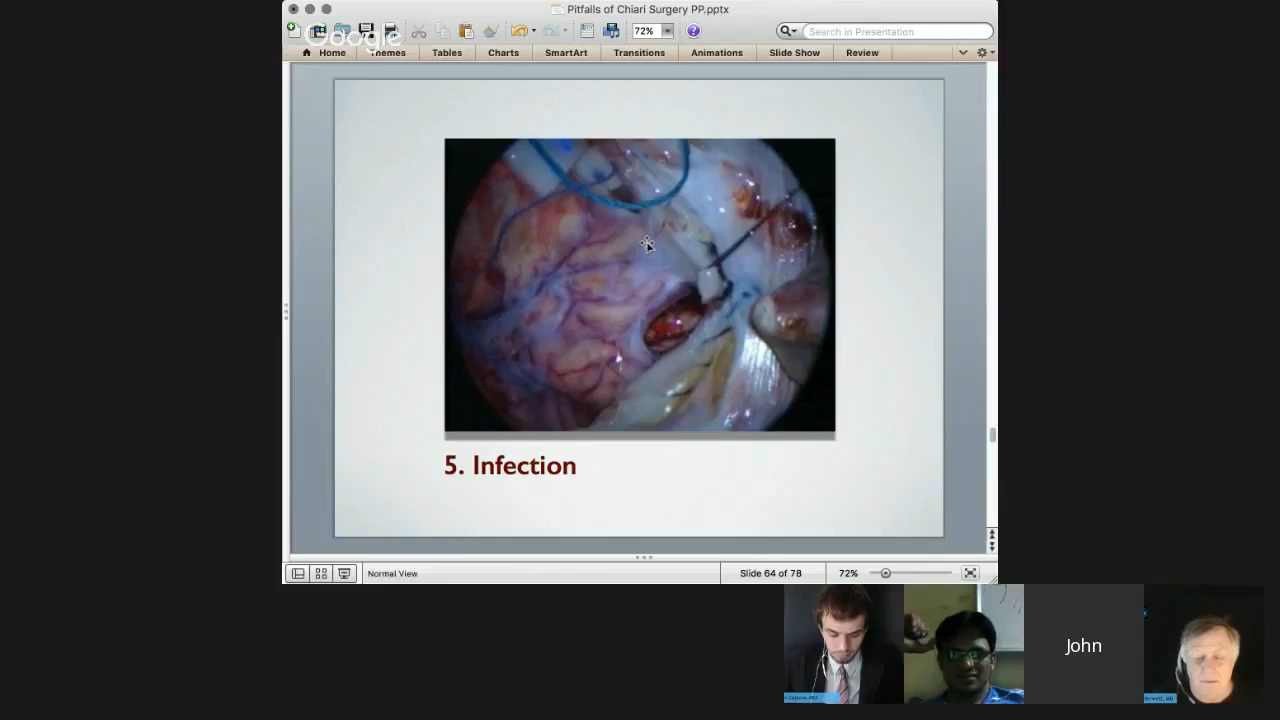 Pitfalls of Chiari Surgery PP.pptx
Google
72%
Search in Presentation
Home Themes Tables Charts SmartArt Transitions Animations Slide Show Review
5. Infection
Normal View Slide 64 of 78 72%
John